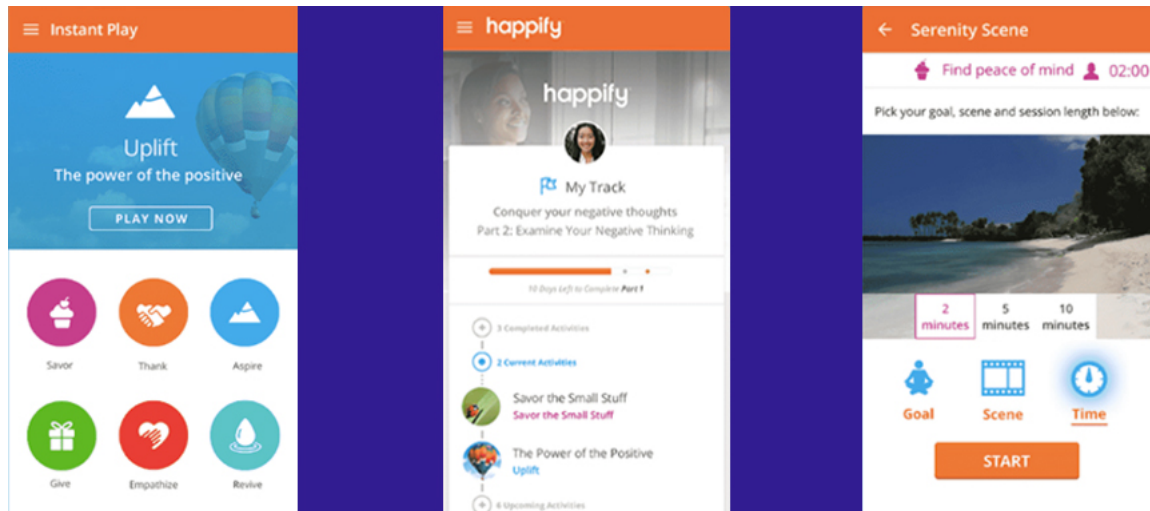 Instant Play
Uplift
The power of the positive
PLAY NOW
Savor
Thank
Aspire
Give
Empathize
Revive
happify
happify
My Track
Conquer your negative thoughts
Part 2: Examine Your Negative Thinking
10 Days Left to Complete Part 1
3 Completed Activities
2 Current Activities
Savor the Small Stuff
Savor the Small Stuff
The Power of the Positive
Uplift
6 Upcoming Activities
Serenity Scene
Find peace of mind 02:00
Pick your goal, scene and session length below:
2 5 10
minutes minutes minutes
Goal Scene Time
START